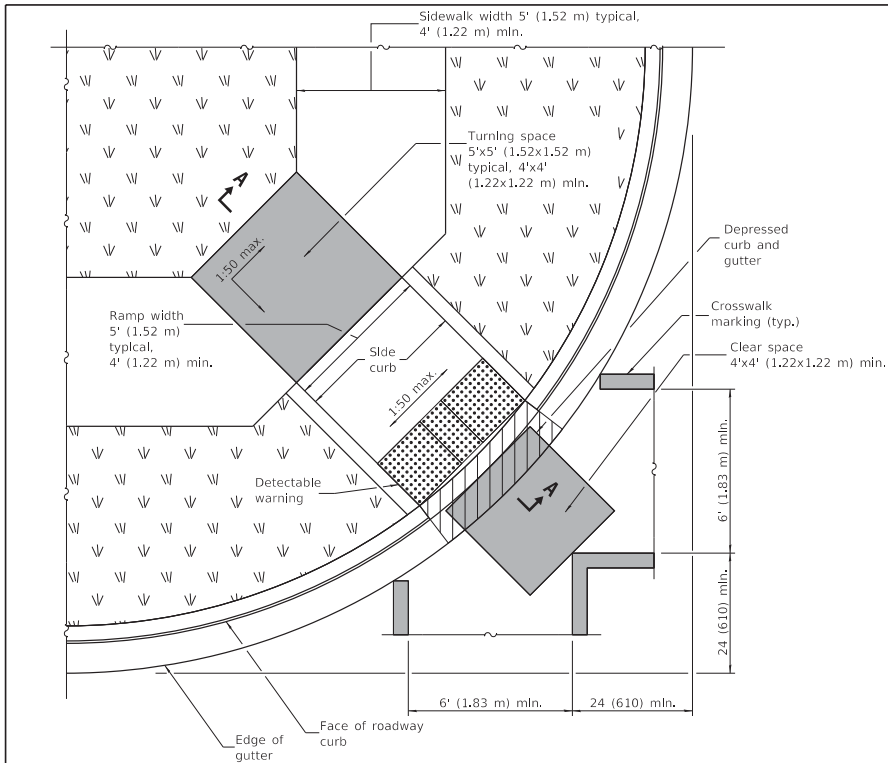 Sidewalk width 5' (1.52 m) typical,
4' (1.22 m) min.
Turning space
5'x5' (1.52x1.52 m)
typical, 4'x4'
(1.22x1.22 m) min.
A
1:50 max.
Depressed
curb and
gutter
Ramp width
5' (1.52 m)
typical,
4' (1.22 m) min.
Crosswalk
marking (typ.)
Side
curb
Clear space
4'x4' (1.22x1.22 m) min.
1:50 max.
Detectable
warning
A
6' (1.83 m) min.
24 (610) min.
6' (1.83 m) min.
24 (610) min.
Face of roadway
curb
Edge of
gutter